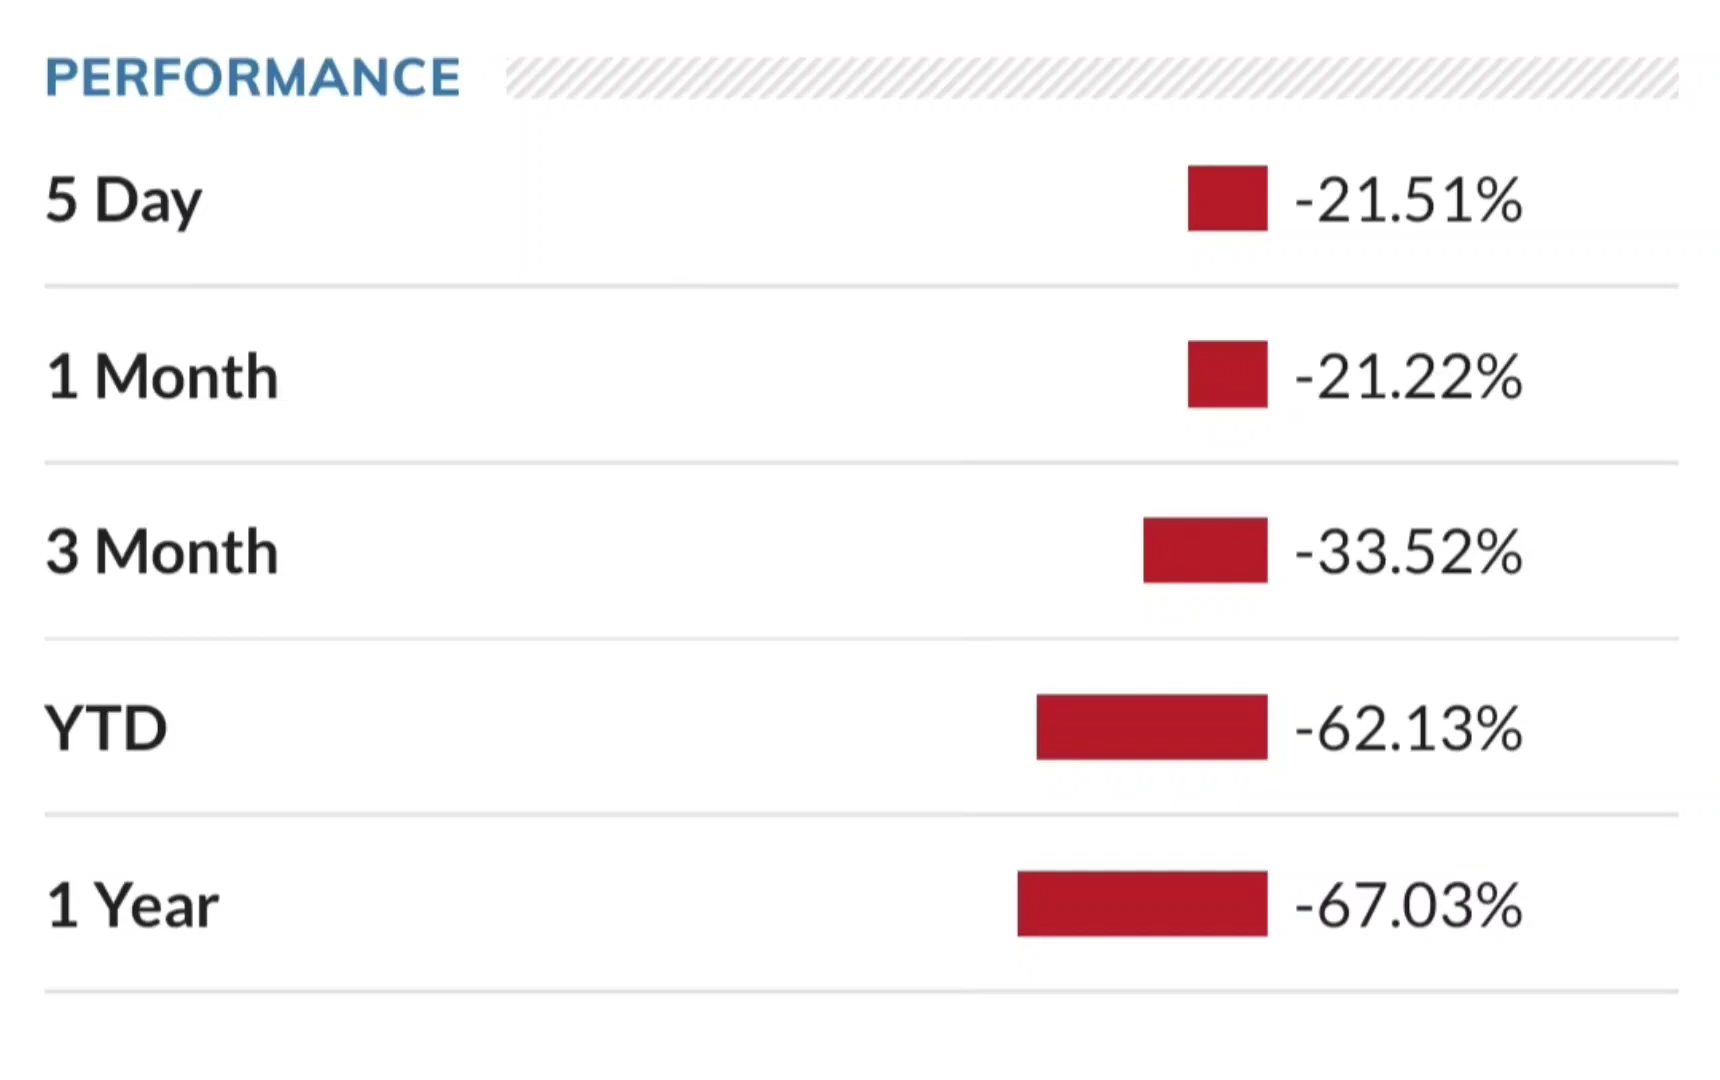 PERFORMANCE
5 Day -21.51%
1 Month -21.22%
3 Month -33.52%
YTD -62.13%
1 Year -67.03%